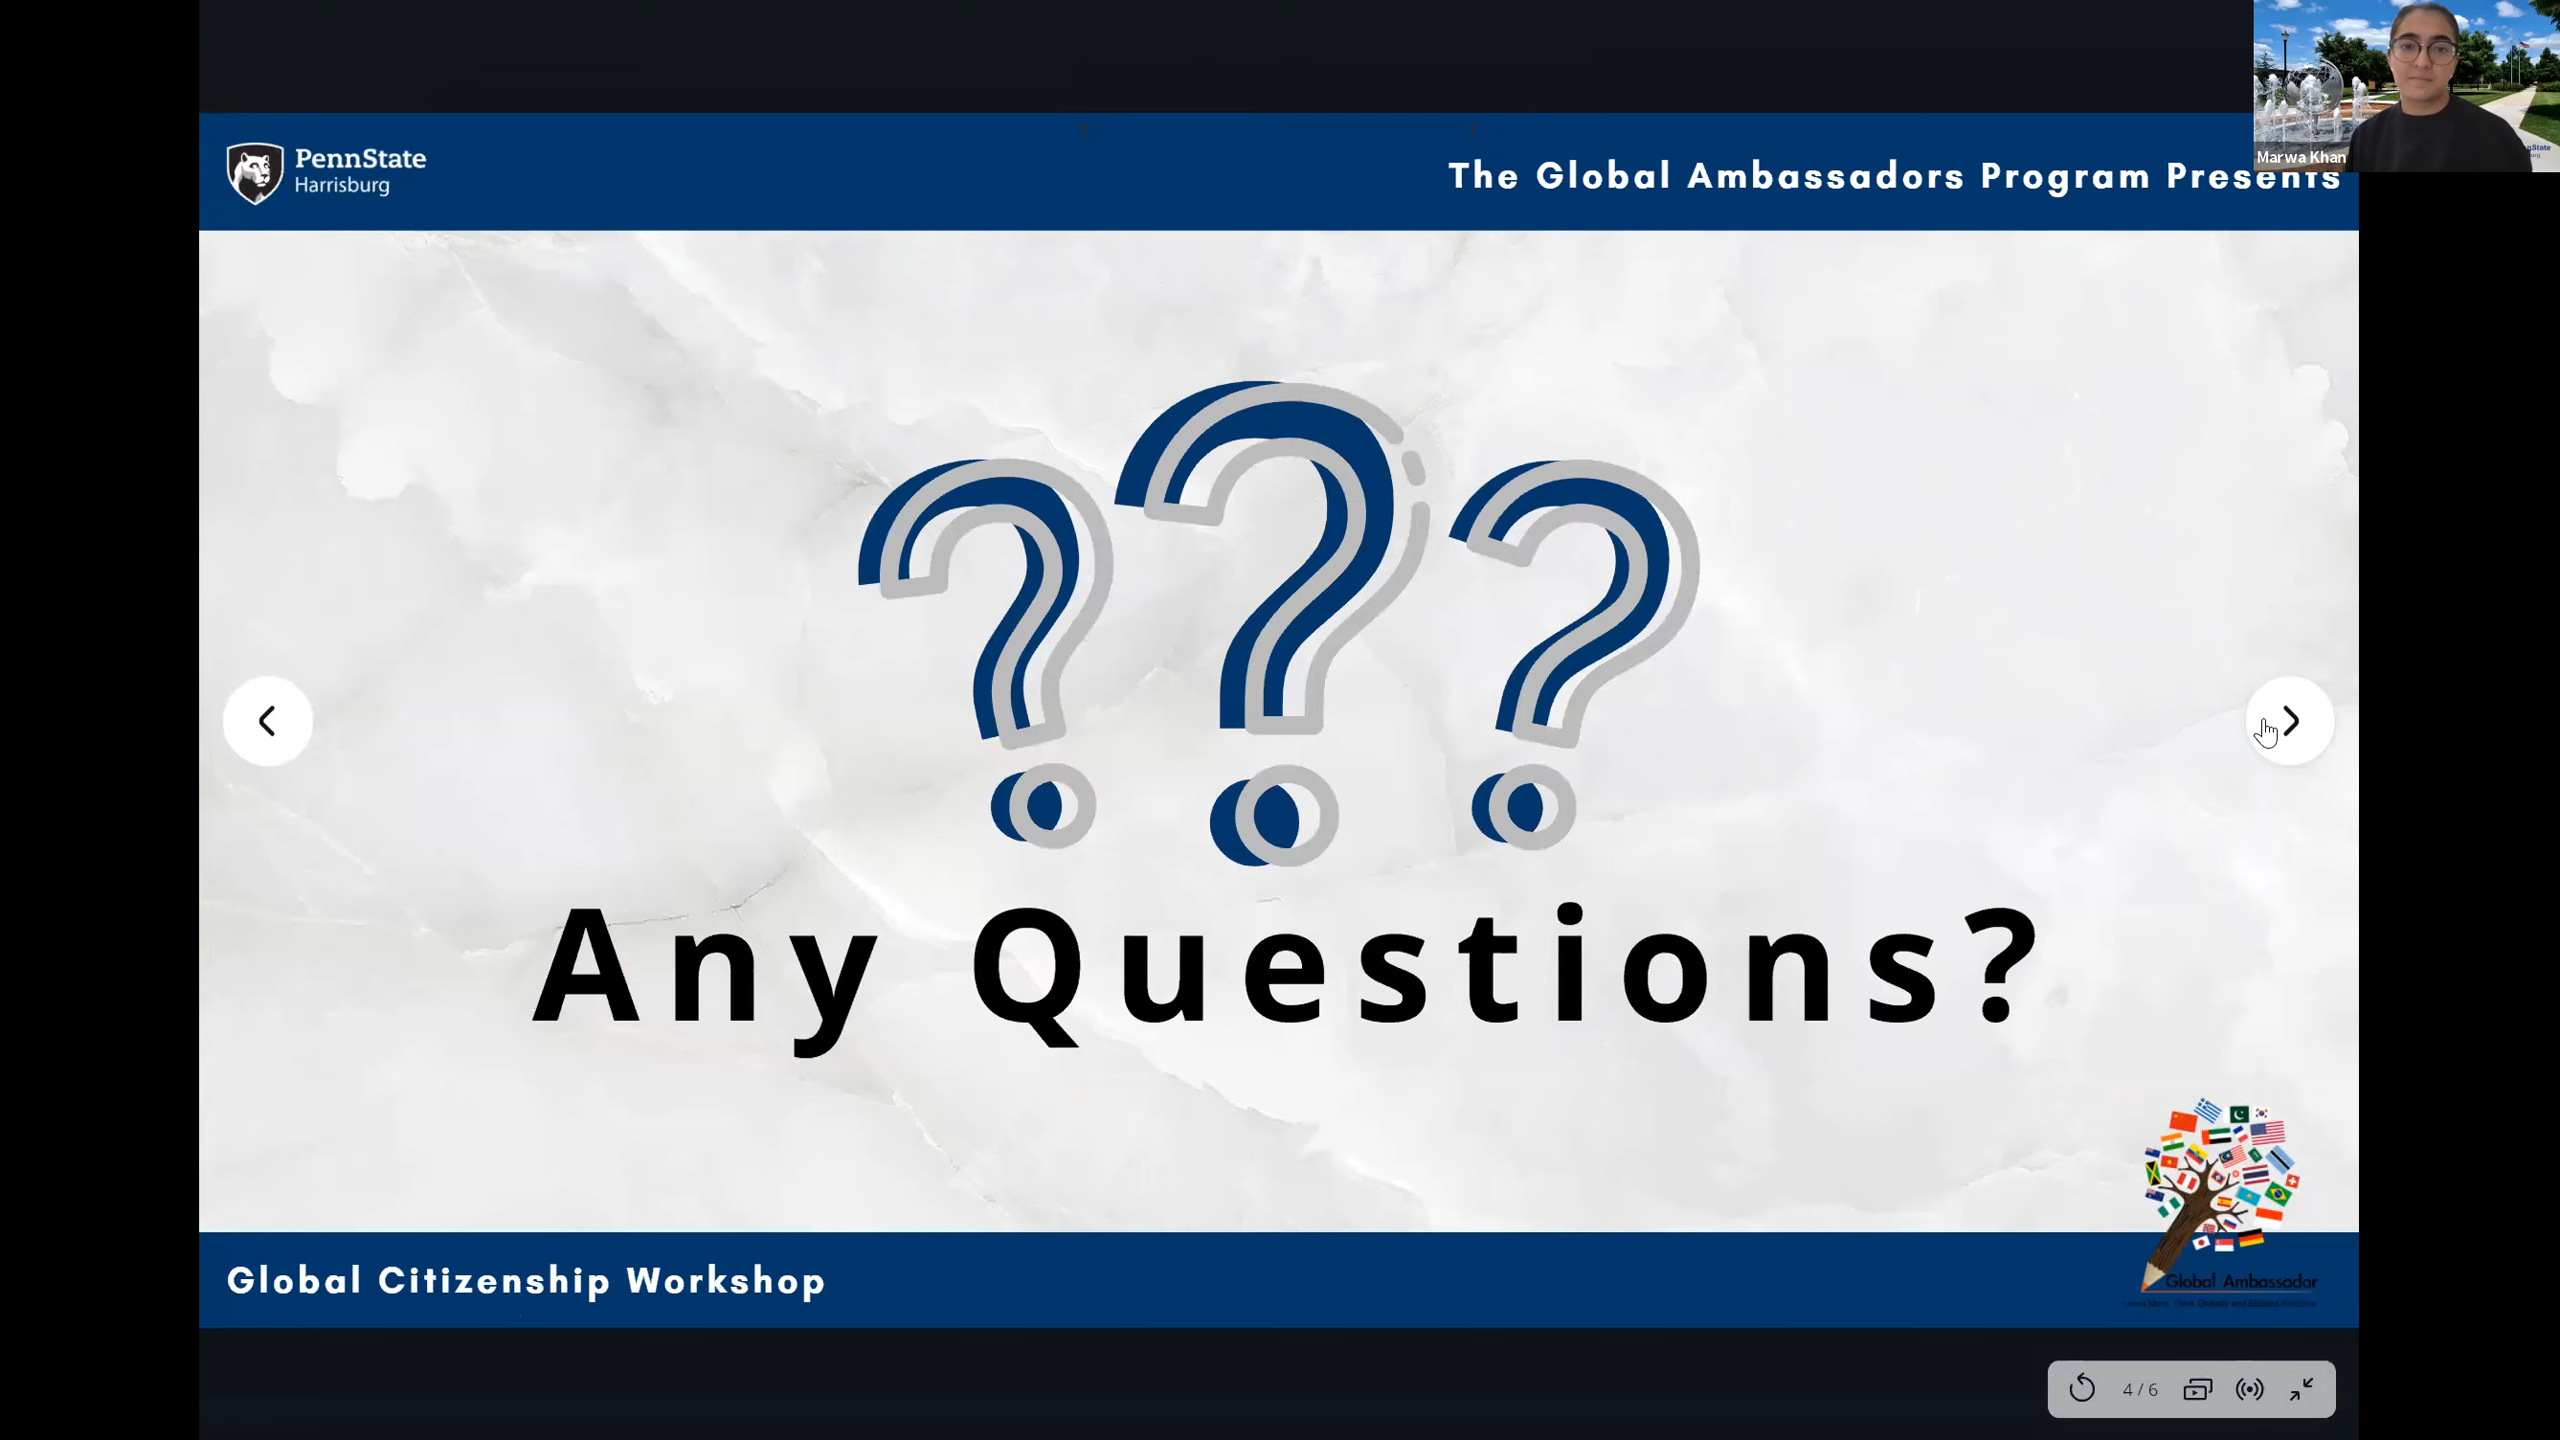 PennState
Harrisburg
The Global Ambassadors Program Presents
Marwa Khan
Any Questions?
Global Citizenship Workshop
Global Ambassador
4 / 6